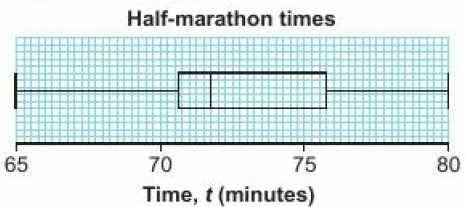 Half-marathon times
65 70 75 80
Time, t (minutes)